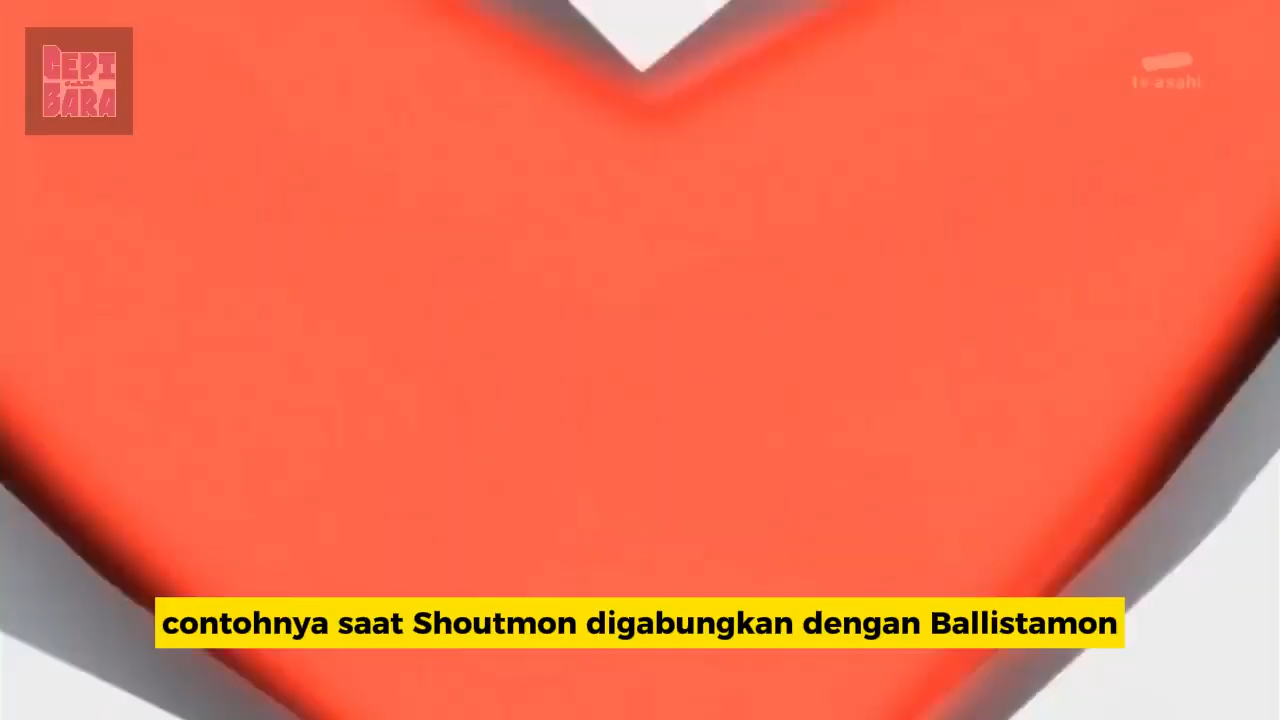 CEPI
BARA
tv asahi
contohnya saat Shoutmon digabungkan dengan Ballistamon